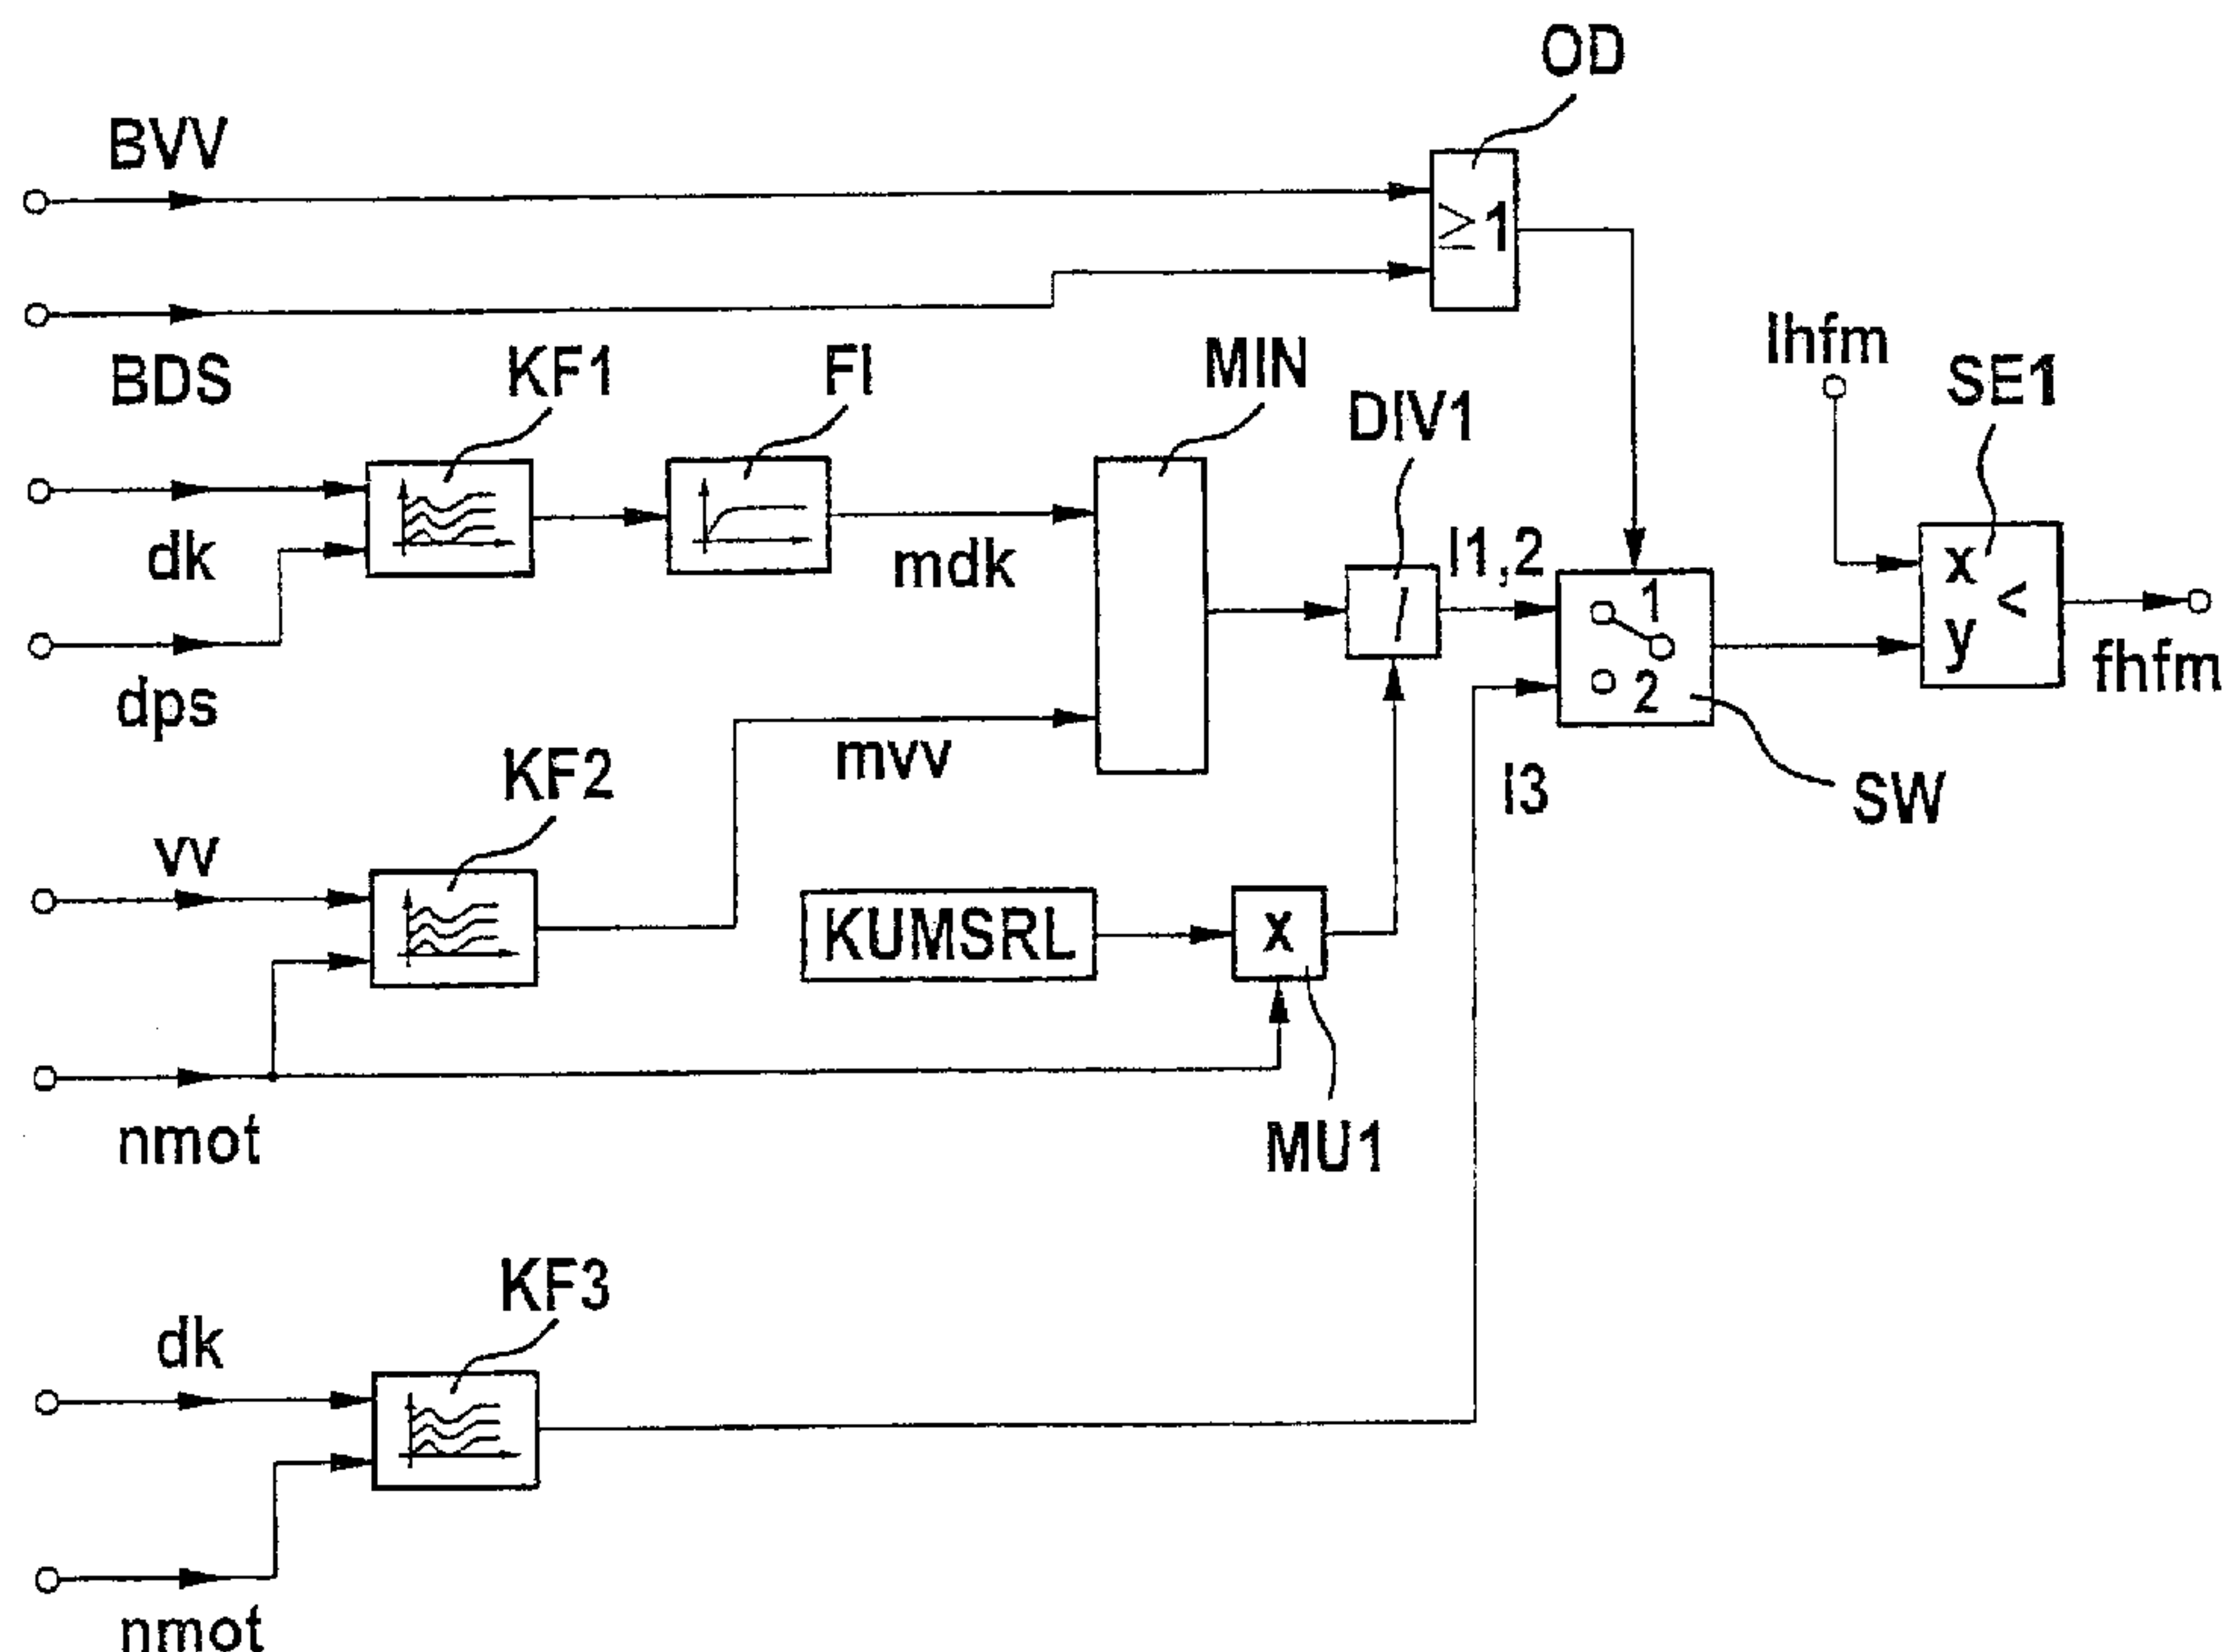 OD
BVV
≥1
lhfm
BDS
KF1
FI
MIN
SE1
DIV1
dk
mdk
l1,2
/
1
2
x
<
y
fhfm
dps
mvv
l3
SW
KF2
vv
KUMSRL
x
nmot
MU1
KF3
dk
nmot